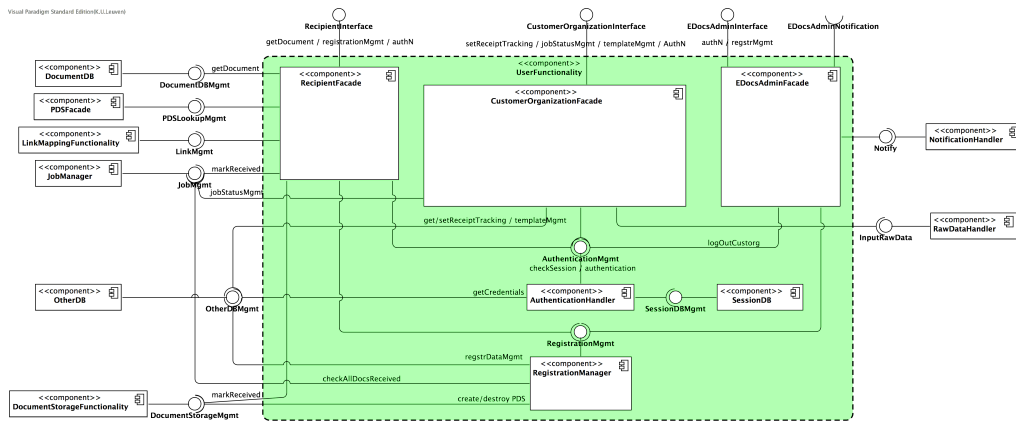 Visual Paradigm Standard Edition(K.U.Leuven)
RecipientInterface
CustomerOrganizationInterface
EDocsAdminInterface
EDocsAdminNotification
getDocument / registrationMgmt / authN
setReceiptTracking / jobStatusMgmt / templateMgmt / AuthN
authN / regstrMgmt
<<component>>
UserFunctionality
<<component>>
DocumentDB
getDocument
DocumentDBMgmt
<<component>>
RecipientFacade
<<component>>
CustomerOrganizationFacade
<<component>>
EDocsAdminFacade
<<component>>
PDSFacade
PDSLookupMgmt
<<component>>
LinkMappingFunctionality
LinkMgmt
<<component>>
NotificationHandler
Notify
<<component>>
JobManager
markReceived
JobMgmt
jobStatusMgmt
get/setReceiptTracking / templateMgmt
<<component>>
RawDataHandler
InputRawData
logOutCustorg
AuthenticationMgmt
checkSession / authentication
<<component>>
OtherDB
OtherDBMgmt
getCredentials
<<component>>
AuthenticationHandler
SessionDBMgmt
<<component>>
SessionDB
RegistrationMgmt
regstrDataMgmt
<<component>>
RegistrationManager
checkAllDocsReceived
markReceived
create/destroy PDS
<<component>>
DocumentStorageFunctionality
DocumentStorageMgmt